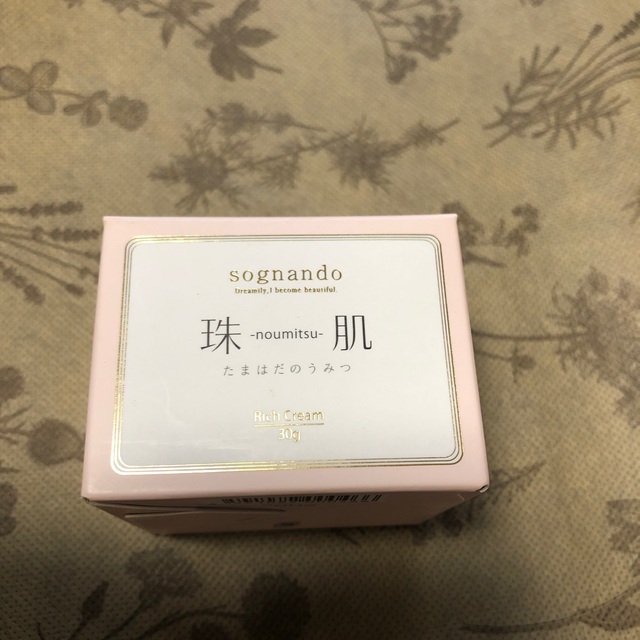 sognando
Dreamily, I become beautiful.
珠 -noumitsu- 肌
たまはだのうみつ
Rich Cream
30g